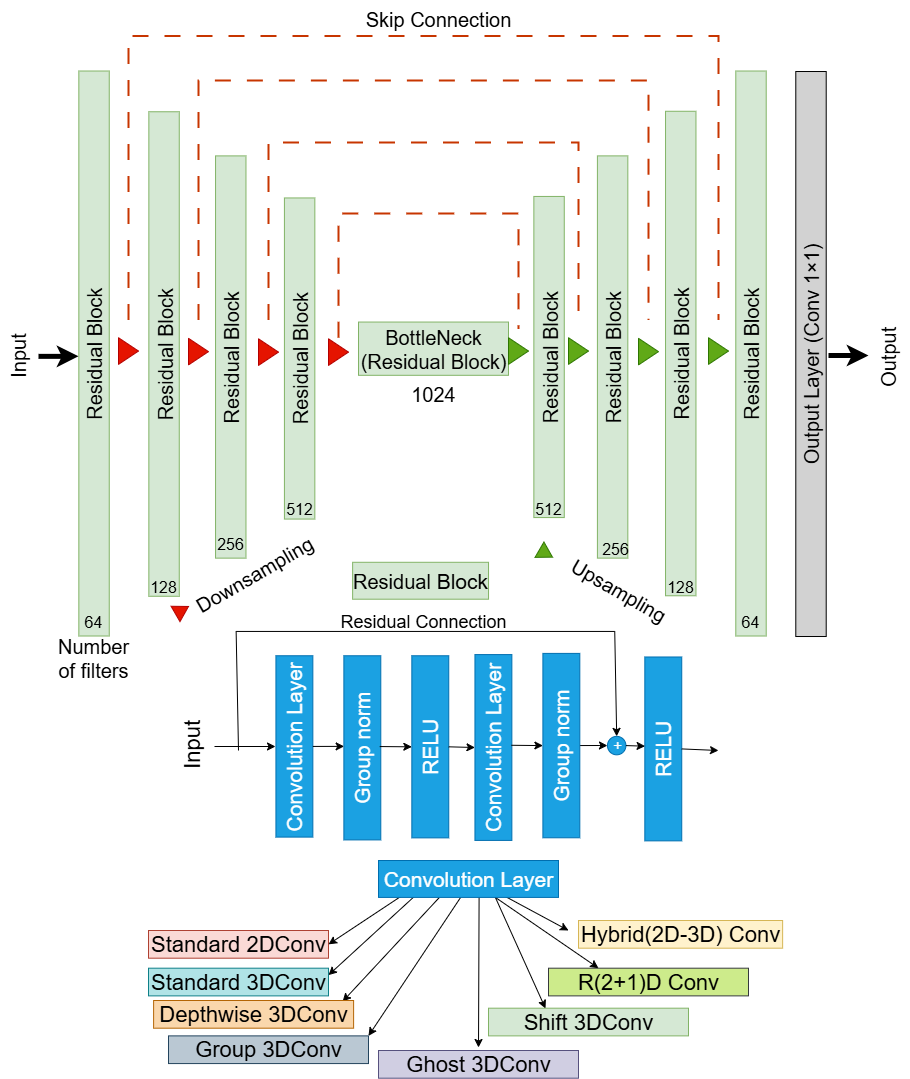 Skip Connection
Input
Residual Block
64
Residual Block
128
Residual Block
256
Residual Block
512
BottleNeck
(Residual Block)
1024
Residual Block
512
Residual Block
256
Residual Block
128
Residual Block
64
Output Layer (Conv 1×1)
Output
Number
of filters
Downsampling
Upsampling
Residual Block
Residual Connection
Input
Convolution Layer
Group norm
RELU
Convolution Layer
Group norm
+
RELU
Convolution Layer
Standard 2DConv
Standard 3DConv
Depthwise 3DConv
Group 3DConv
Ghost 3DConv
Shift 3DConv
R(2+1)D Conv
Hybrid(2D-3D) Conv